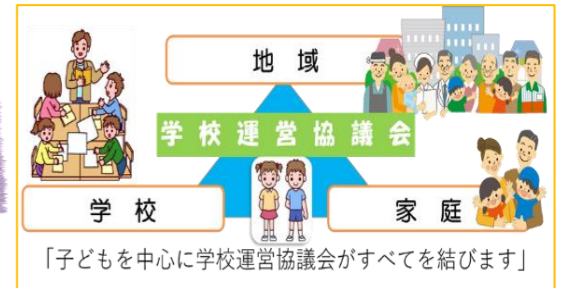 地域
学校運営協議会
学校
家庭
「子どもを中心に学校運営協議会がすべてを結びます」